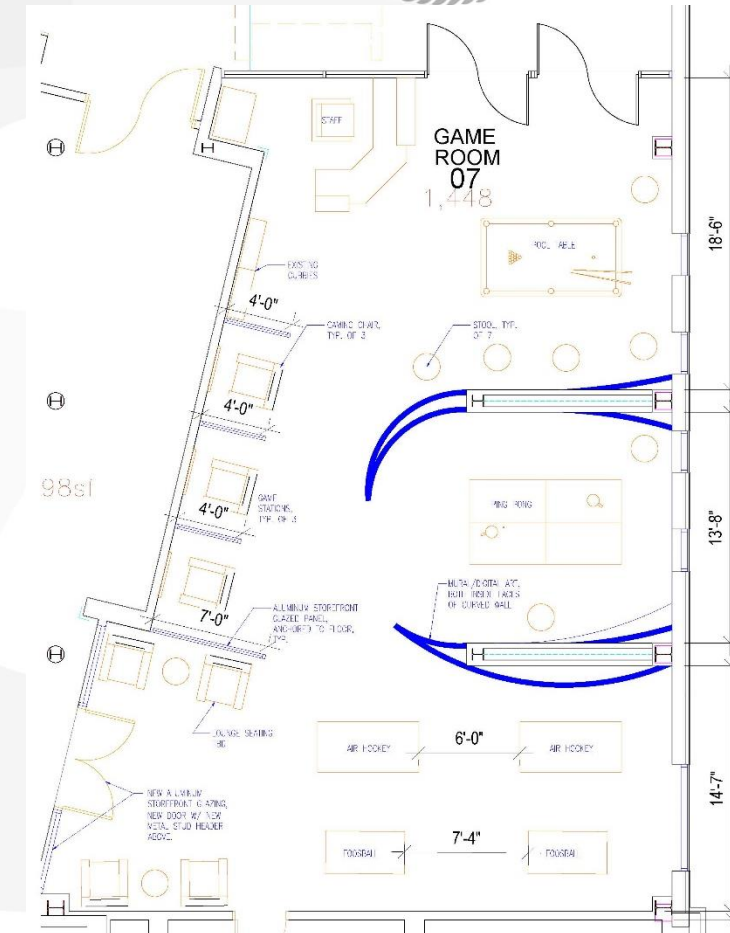 STAFF
GAME
ROOM
07
1,448
18'-6"
POOL TABLE
EXISTING
CUBBIES
4'-0"
GAMING CHAIR,
TYP. OF 3
STOOL, TYP.
OF 7
4'-0"
98sf
GAME
STATIONS,
TYP. OF 3
4'-0"
PING PONG
13'-8"
MURAL/DIGITAL ART,
BOTH INSIDE FACES
OF CURVED WALL
7'-0"
ALUMINUM STOREFRONT
GLAZED PANEL,
ANCHORED TO FLOOR,
TYP.
LOUNGE SEATING
AIR HOCKEY
6'-0"
AIR HOCKEY
NEW ALUMINUM
STOREFRONT GLAZING,
NEW DOOR W/ NEW
METAL STUD HEADER
ABOVE.
14'-7"
FOOSBALL
7'-4"
FOOSBALL